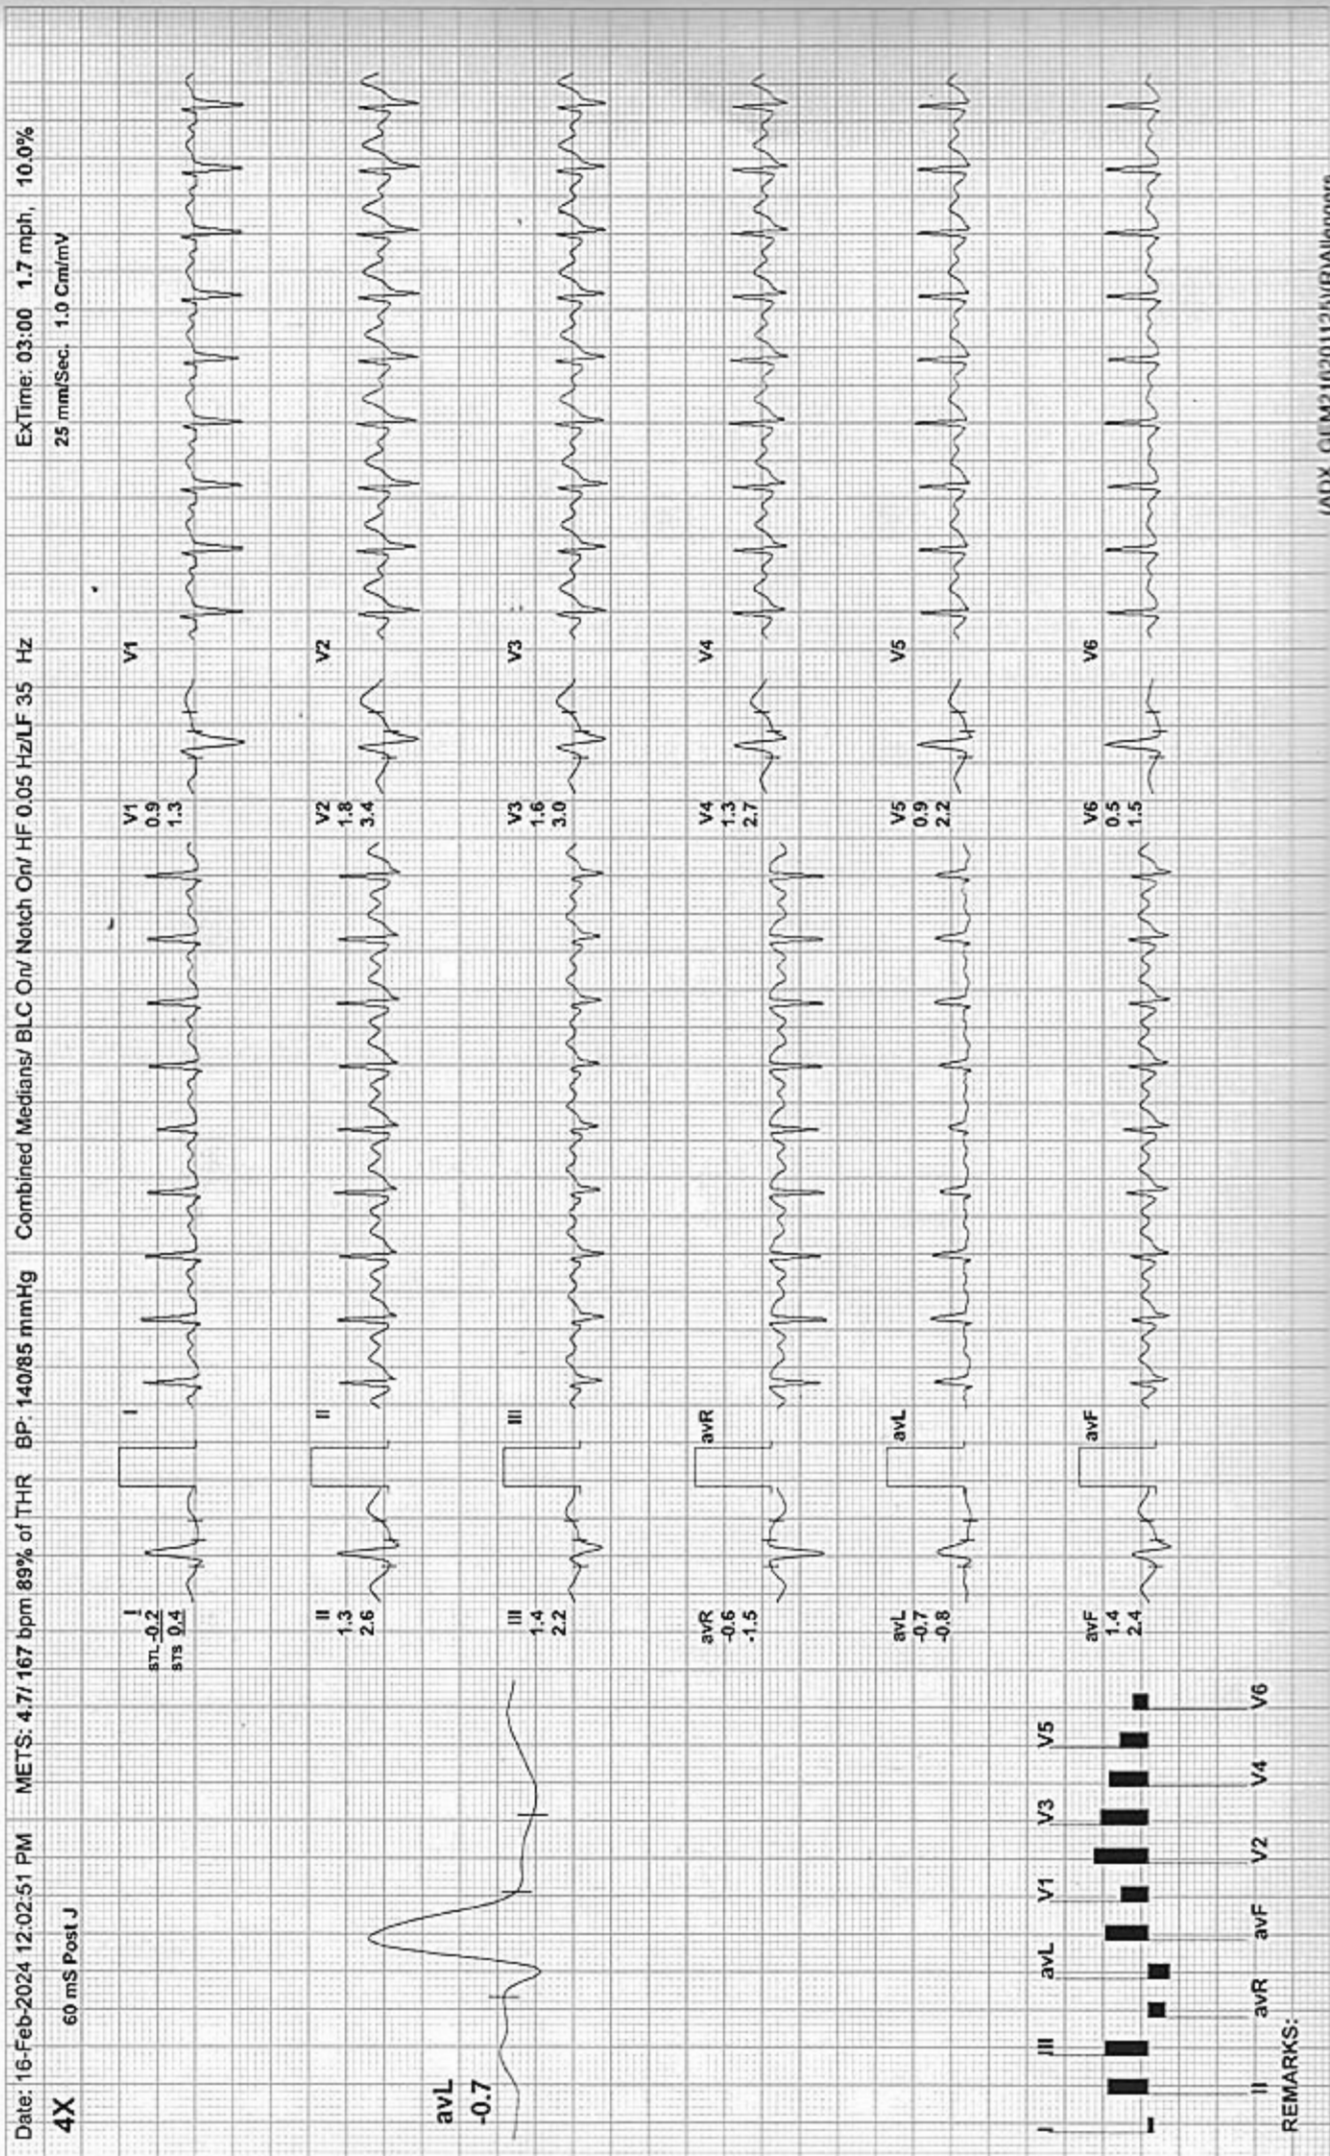 Date: 16-Feb-2024 12:02:51 PM METS: 4.7/ 167 bpm 89% of THR BP: 140/85 mmHg Combined Medians/ BLC On/ Notch On/ HF 0.05 Hz/LF 35 Hz ExTime: 03:00 1.7 mph, 10.0%
4X 60 mS Post J 25 mm/Sec. 1.0 Cm/mV
avL
-0.7
I
STL -0.2
STS 0.4
I
V1
0.9
1.3
V1
II
1.3
2.6
II
V2
1.8
3.4
V2
III
1.4
2.2
III
V3
1.6
3.0
V3
avR
-0.6
-1.5
avR
V4
1.3
2.7
V4
avL
-0.7
-0.8
avL
V5
0.9
2.2
V5
avF
1.4
2.4
avF
V6
0.5
1.5
V6
I III avL V1 V3 V5
II avR avF V2 V4 V6
REMARKS: